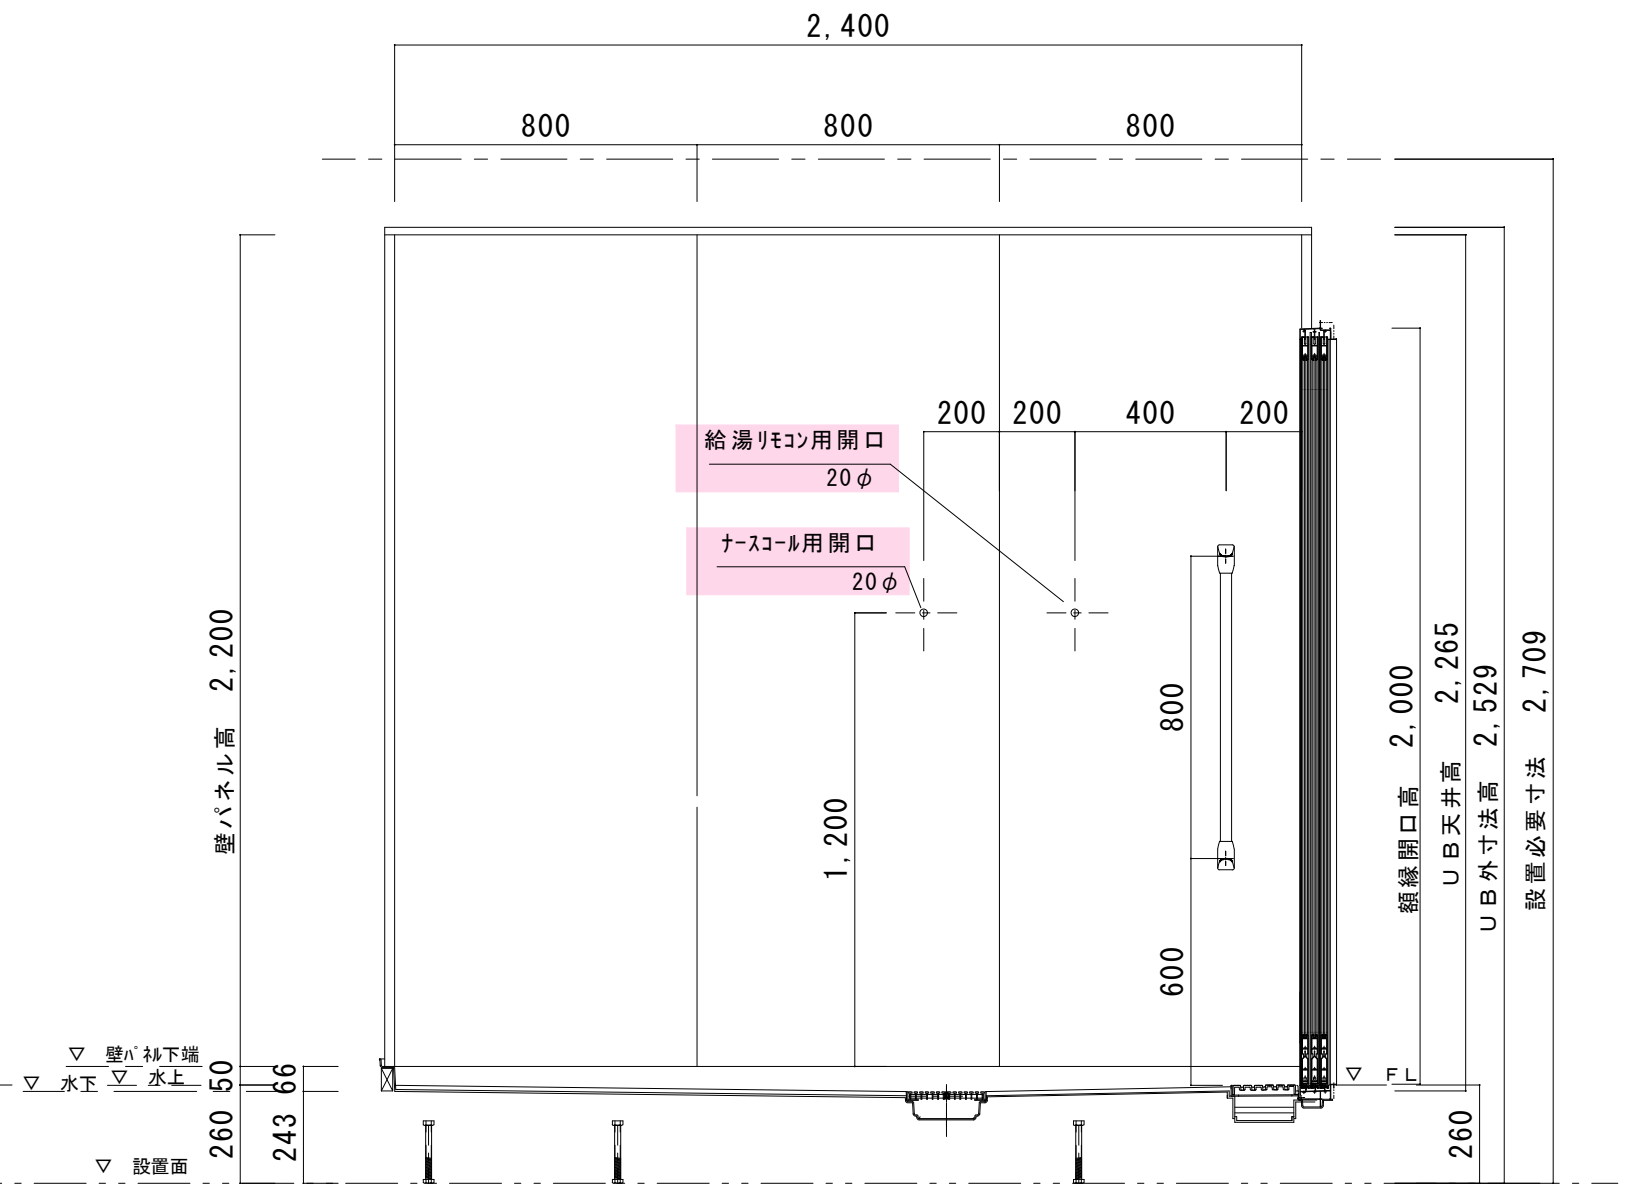 2,400
800
800
800
200
200
400
200
給湯リモコン用開口
20φ
ナースコール用開口
20φ
壁パネル高 2,200
1,200
800
600
額縁開口高 2,000
UB天井高 2,265
UB外寸法高 2,529
設置必要寸法 2,709
▽ 壁パネル下端
▽ 水下
▽ 水上
50
66
▽ FL
260
243
260
▽ 設置面